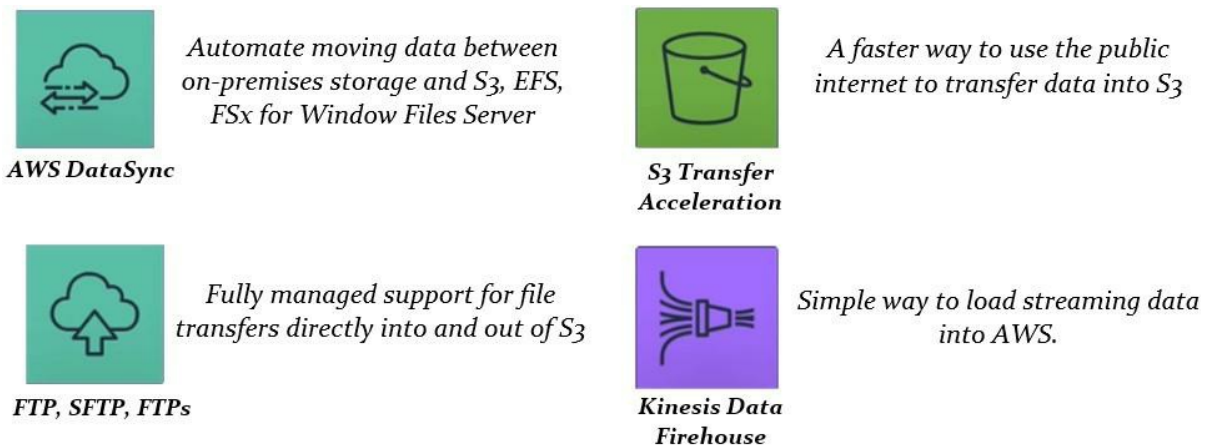 Automate moving data between
on-premises storage and S3, EFS,
FSx for Window Files Server
AWS DataSync
A faster way to use the public
internet to transfer data into S3
S3 Transfer
Acceleration
Fully managed support for file
transfers directly into and out of S3
FTP, SFTP, FTPs
Simple way to load streaming data
into AWS.
Kinesis Data
Firehouse